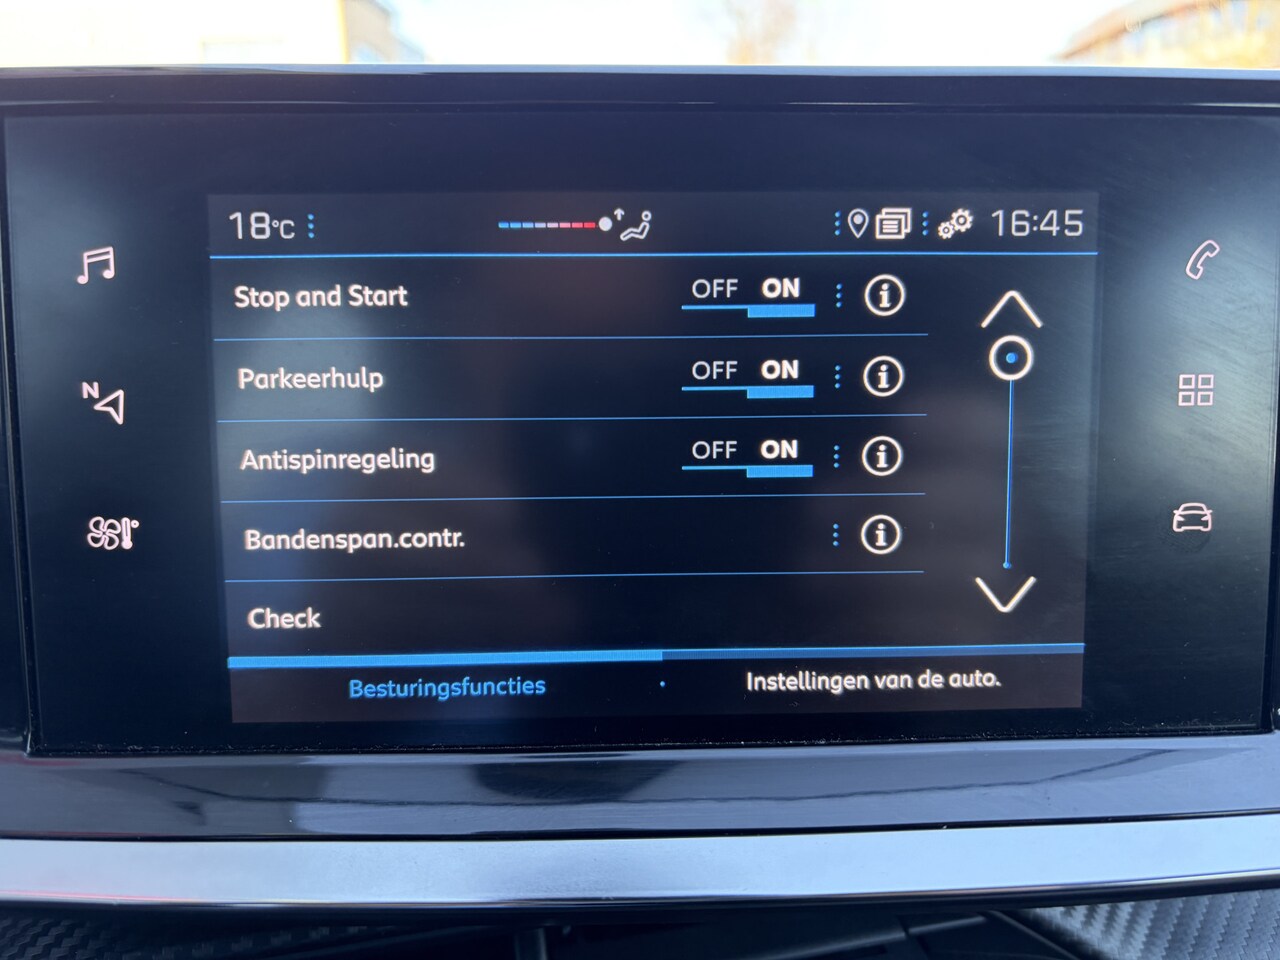 18°C 16:45
Stop and Start OFF ON i
Parkeerhulp OFF ON i
N
Antispinregeling OFF ON i
Bandenspan.contr. i
Check
Besturingsfuncties Instellingen van de auto.